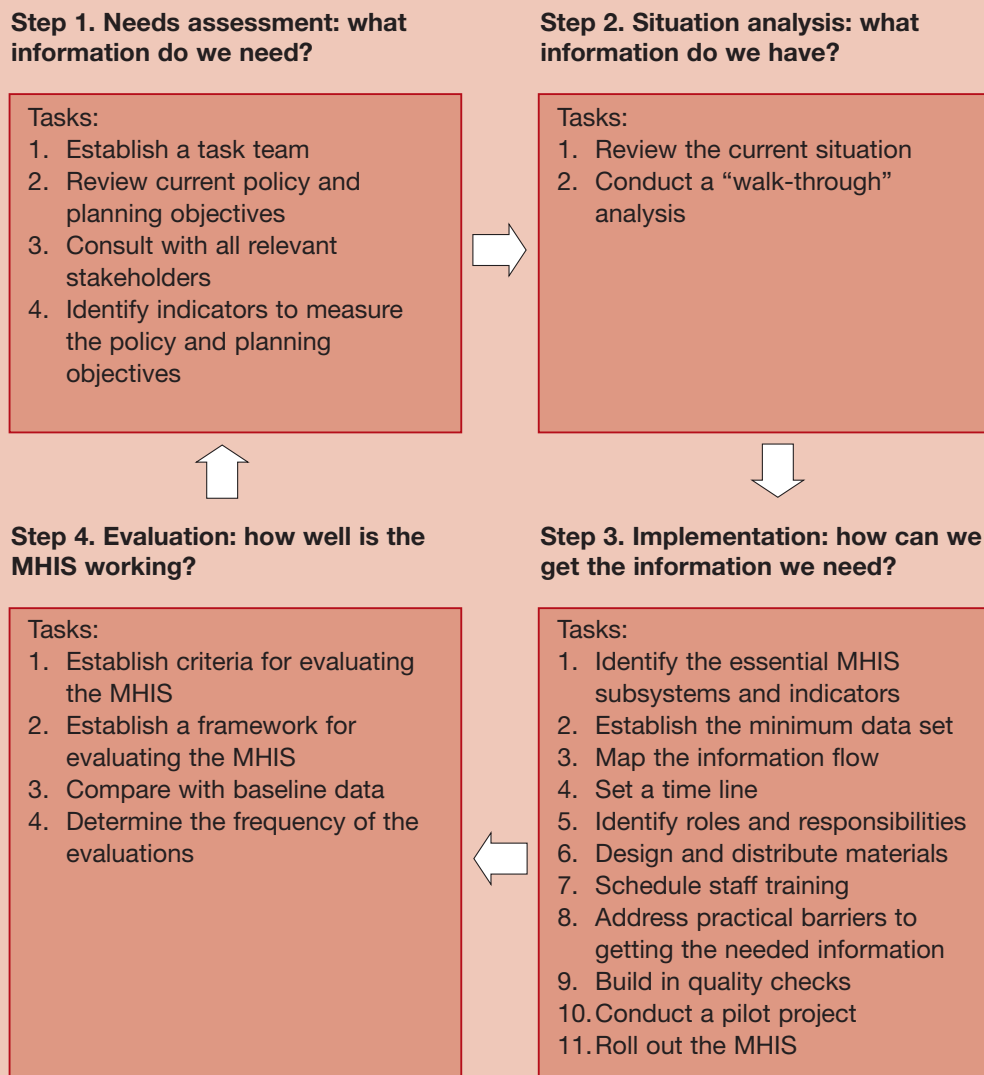 Step 1. Needs assessment: what
information do we need?
Tasks:
1. Establish a task team
2. Review current policy and
planning objectives
3. Consult with all relevant
stakeholders
4. Identify indicators to measure
the policy and planning
objectives
Step 2. Situation analysis: what
information do we have?
Tasks:
1. Review the current situation
2. Conduct a “walk-through”
analysis
Step 3. Implementation: how can we
get the information we need?
Tasks:
1. Identify the essential MHIS
subsystems and indicators
2. Establish the minimum data set
3. Map the information flow
4. Set a time line
5. Identify roles and responsibilities
6. Design and distribute materials
7. Schedule staff training
8. Address practical barriers to
getting the needed information
9. Build in quality checks
10. Conduct a pilot project
11. Roll out the MHIS
Step 4. Evaluation: how well is the
MHIS working?
Tasks:
1. Establish criteria for evaluating
the MHIS
2. Establish a framework for
evaluating the MHIS
3. Compare with baseline data
4. Determine the frequency of the
evaluations